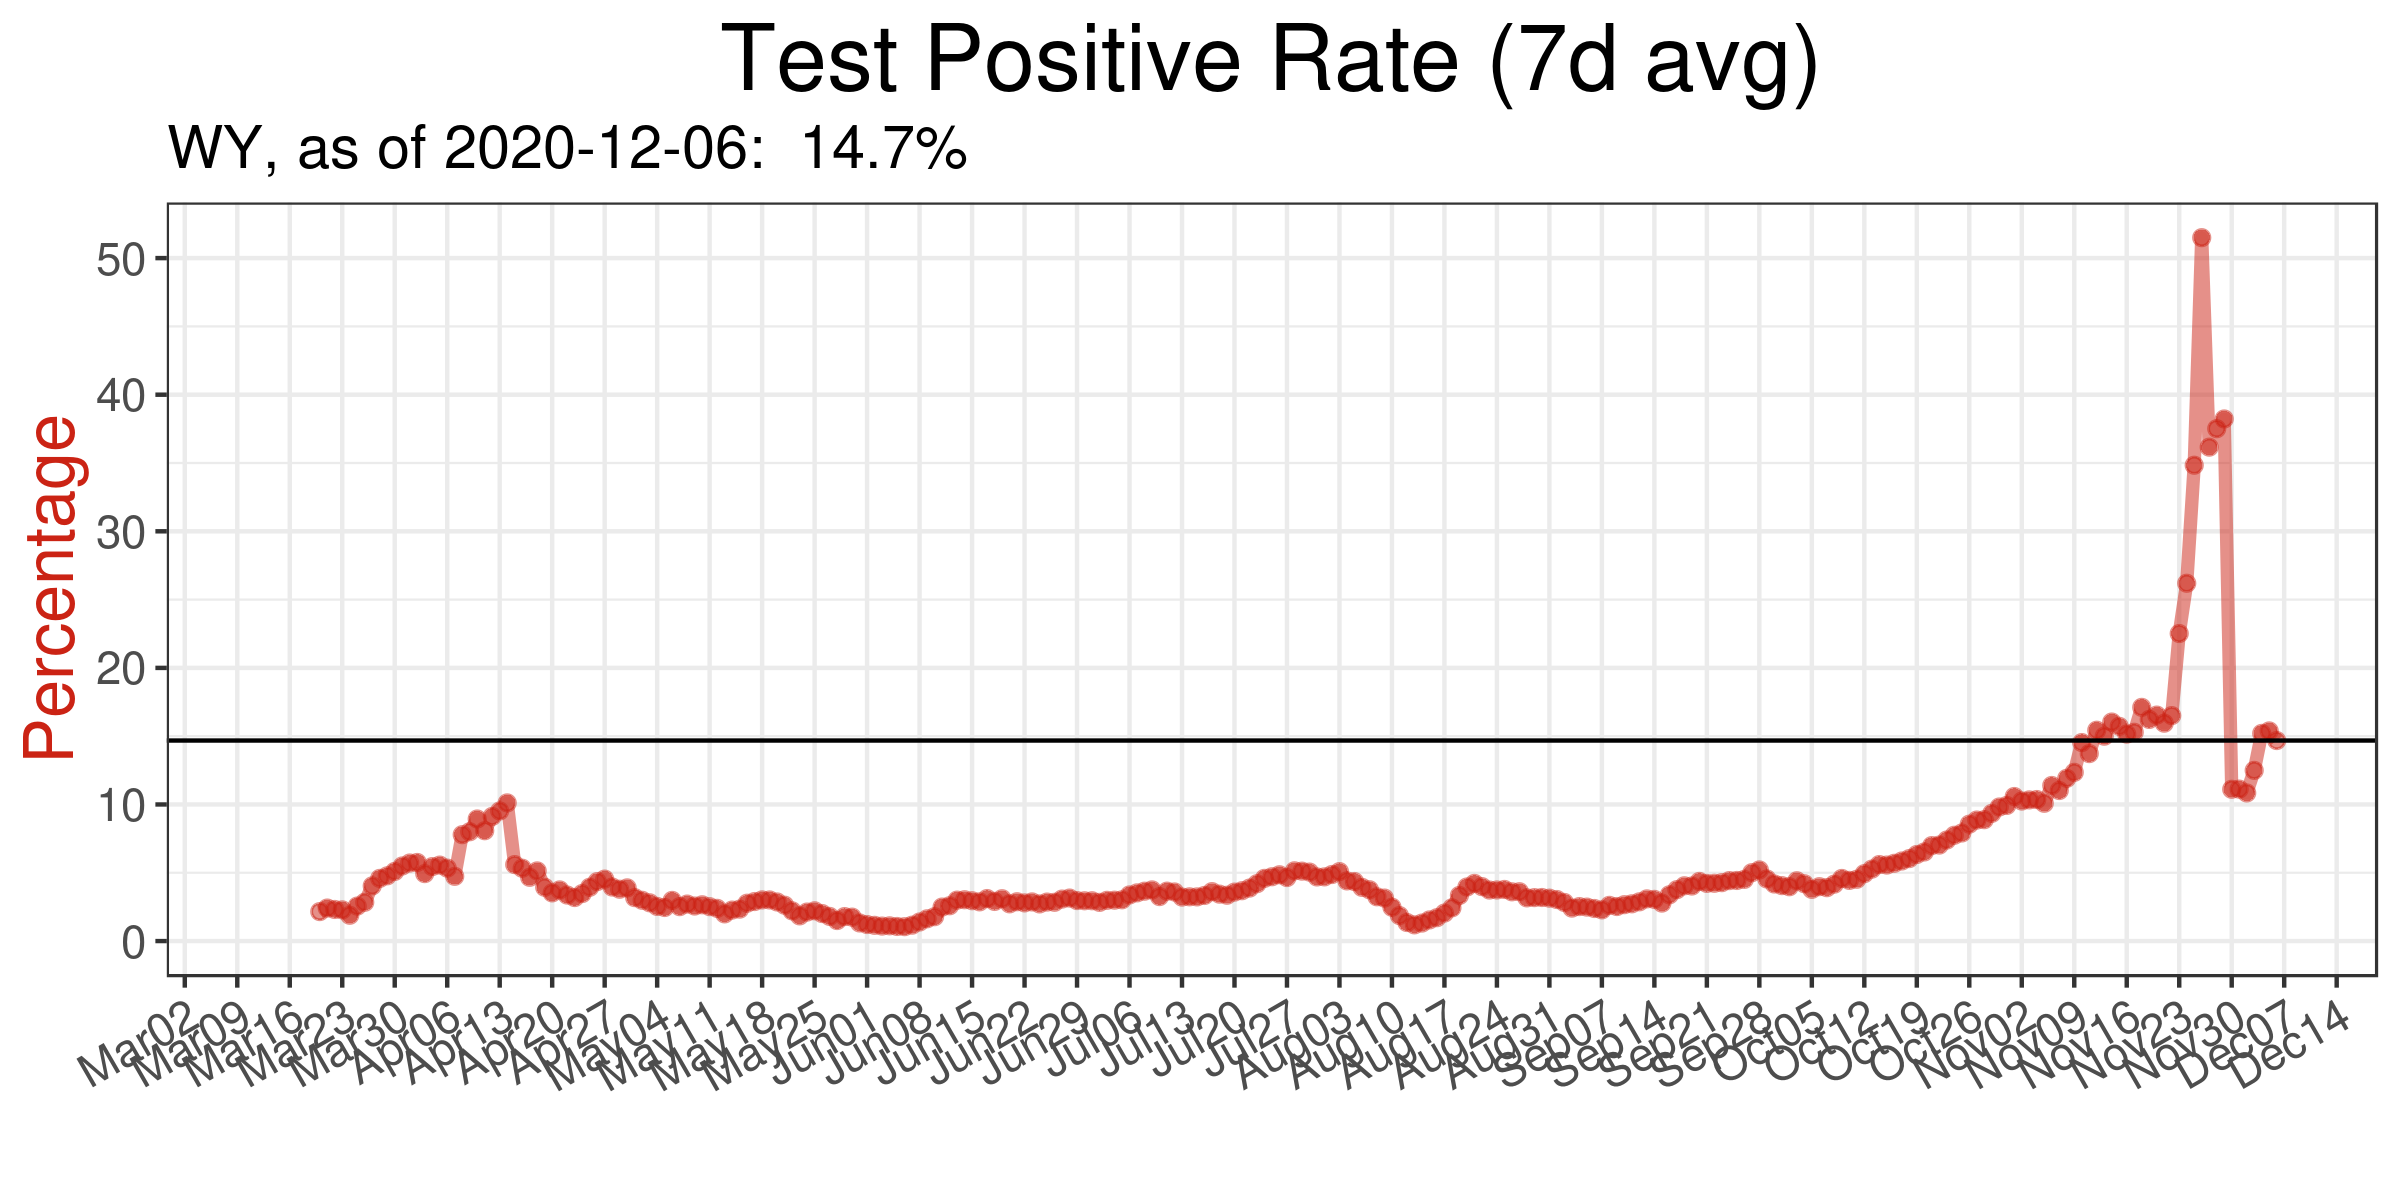 Test Positive Rate (7d avg)
WY, as of 2020-12-06:  14.7%
Percentage
50
40
30
20
10
0
Mar02
Mar09
Mar16
Mar23
Mar30
Apr06
Apr13
Apr20
Apr27
May04
May11
May18
May25
Jun01
Jun08
Jun15
Jun22
Jun29
Jul06
Jul13
Jul20
Jul27
Aug03
Aug10
Aug17
Aug24
Aug31
Sep07
Sep14
Sep21
Sep28
Oct05
Oct12
Oct19
Oct26
Nov02
Nov09
Nov16
Nov23
Nov30
Dec07
Dec14